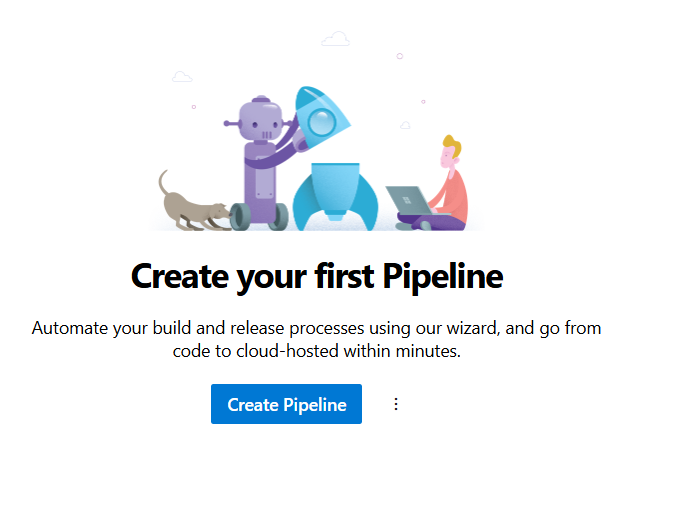 Create your first Pipeline
Automate your build and release processes using our wizard, and go from
code to cloud-hosted within minutes.
Create Pipeline